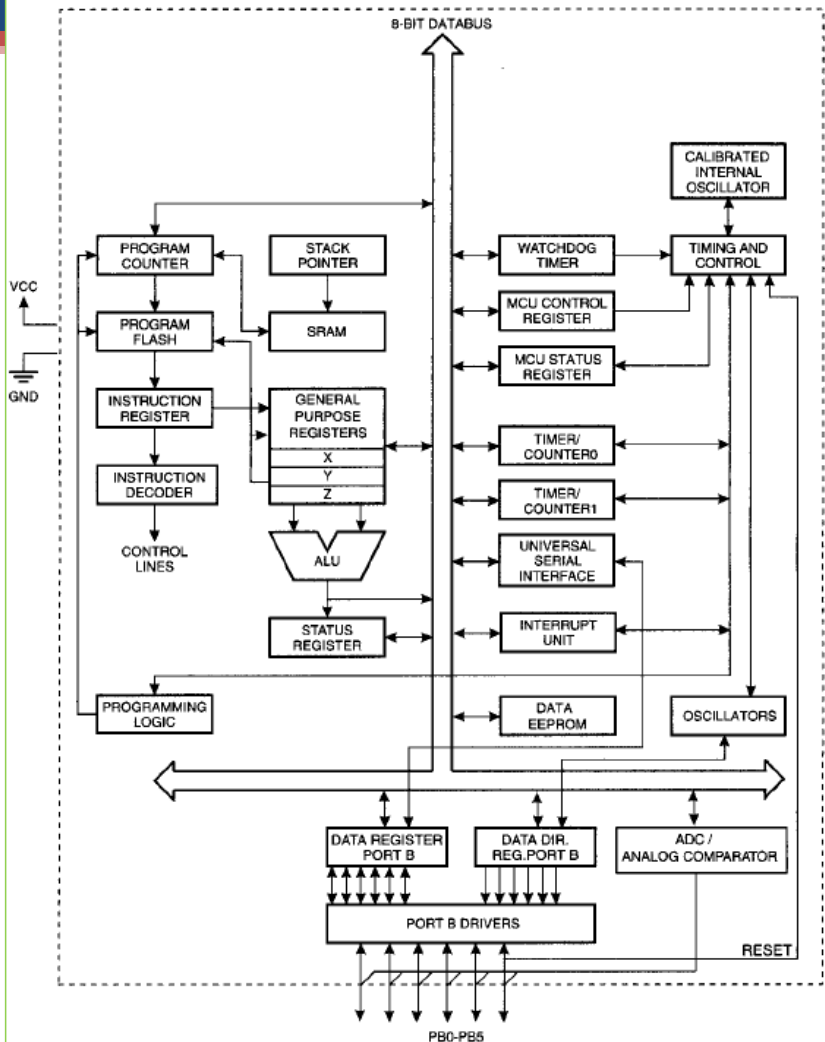 8-BIT DATABUS
CALIBRATED
INTERNAL
OSCILLATOR
PROGRAM
COUNTER
STACK
POINTER
WATCHDOG
TIMER
TIMING AND
CONTROL
VCC
PROGRAM
FLASH
SRAM
MCU CONTROL
REGISTER
MCU STATUS
REGISTER
GND
INSTRUCTION
REGISTER
GENERAL
PURPOSE
REGISTERS
X
Y
Z
TIMER/
COUNTER0
INSTRUCTION
DECODER
TIMER/
COUNTER1
CONTROL
LINES
ALU
UNIVERSAL
SERIAL
INTERFACE
STATUS
REGISTER
INTERRUPT
UNIT
PROGRAMMING
LOGIC
DATA
EEPROM
OSCILLATORS
DATA REGISTER
PORT B
DATA DIR.
REG.PORT B
ADC /
ANALOG COMPARATOR
PORT B DRIVERS
RESET
PB0-PB5